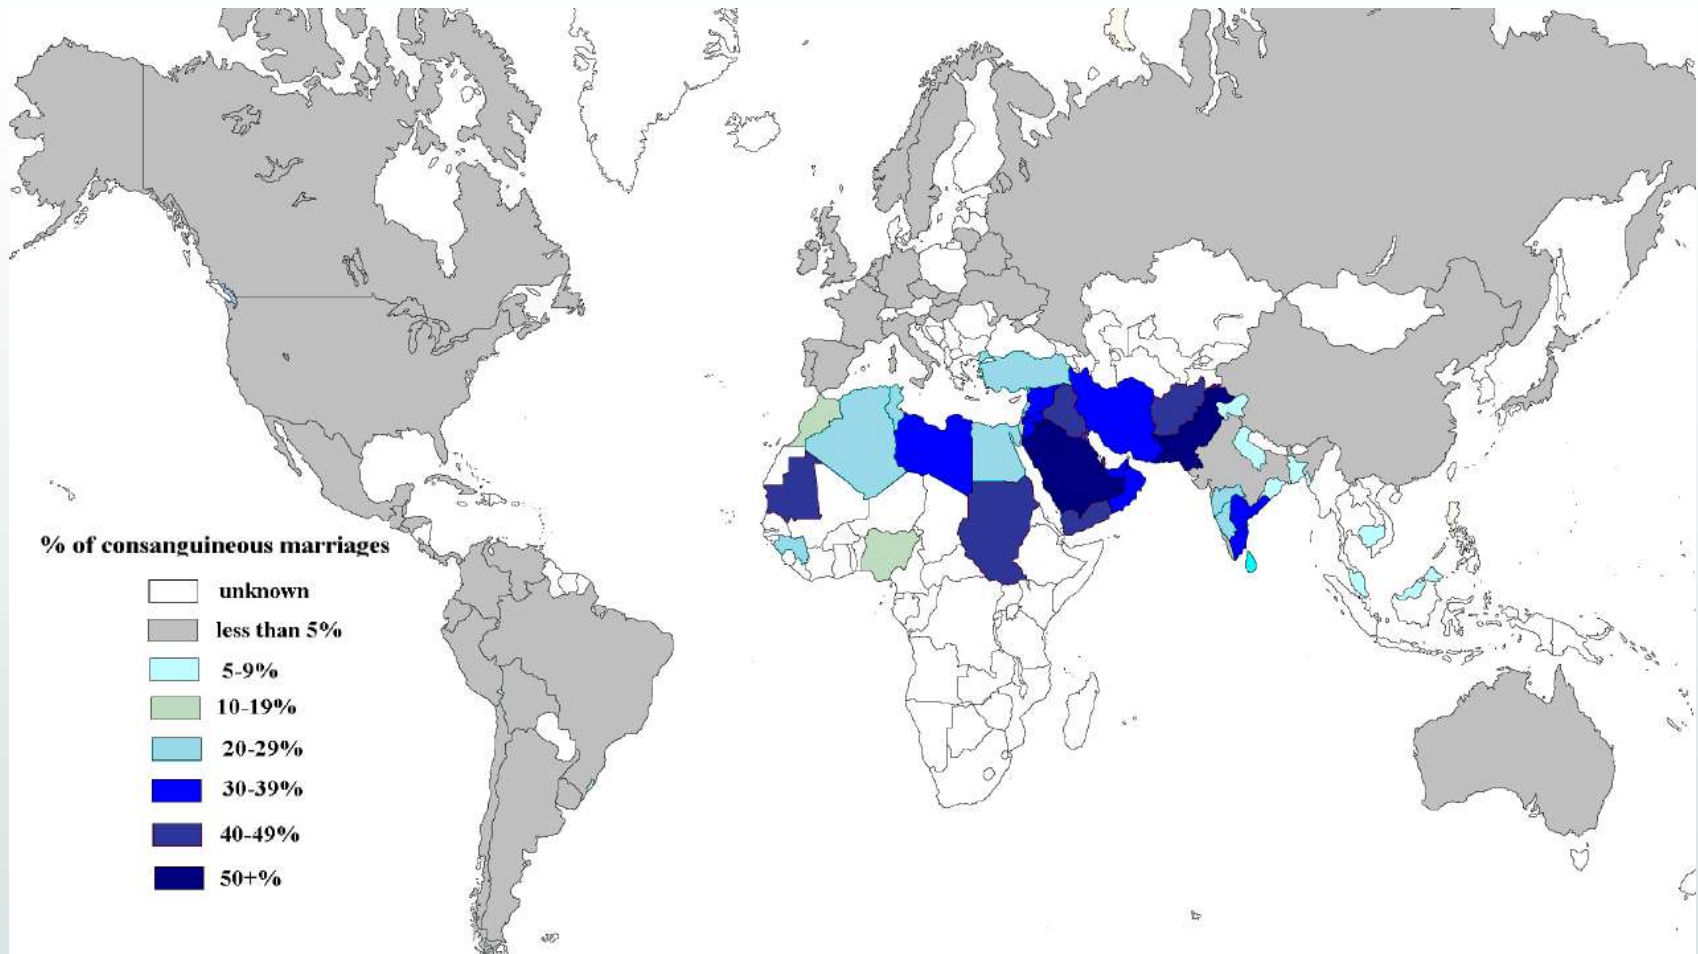 % of consanguineous marriages
unknown
less than 5%
5-9%
10-19%
20-29%
30-39%
40-49%
50+%